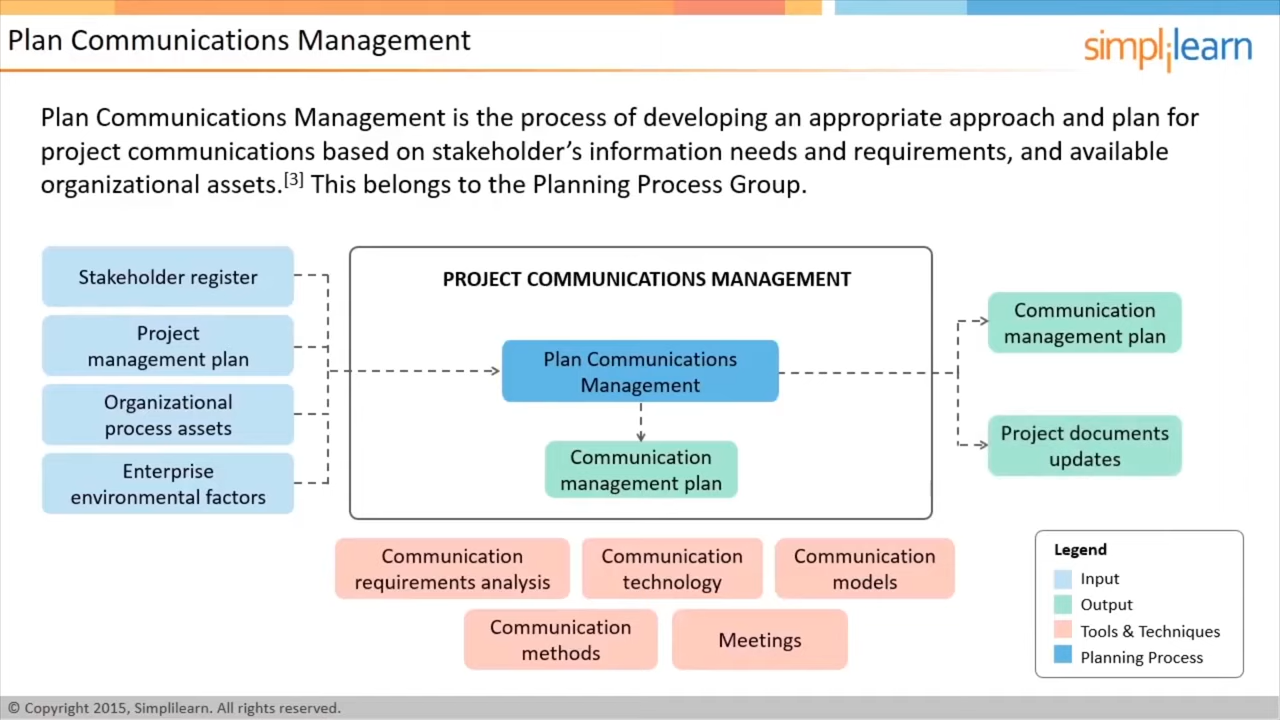 Plan Communications Management
simplilearn
Plan Communications Management is the process of developing an appropriate approach and plan for
project communications based on stakeholder’s information needs and requirements, and available
organizational assets.[3] This belongs to the Planning Process Group.
Stakeholder register
Project
management plan
Organizational
process assets
Enterprise
environmental factors
PROJECT COMMUNICATIONS MANAGEMENT
Plan Communications
Management
Communication
management plan
Communication
management plan
Project documents
updates
Communication
requirements analysis
Communication
technology
Communication
models
Communication
methods
Meetings
Legend
Input
Output
Tools & Techniques
Planning Process
© Copyright 2015, Simplilearn. All rights reserved.